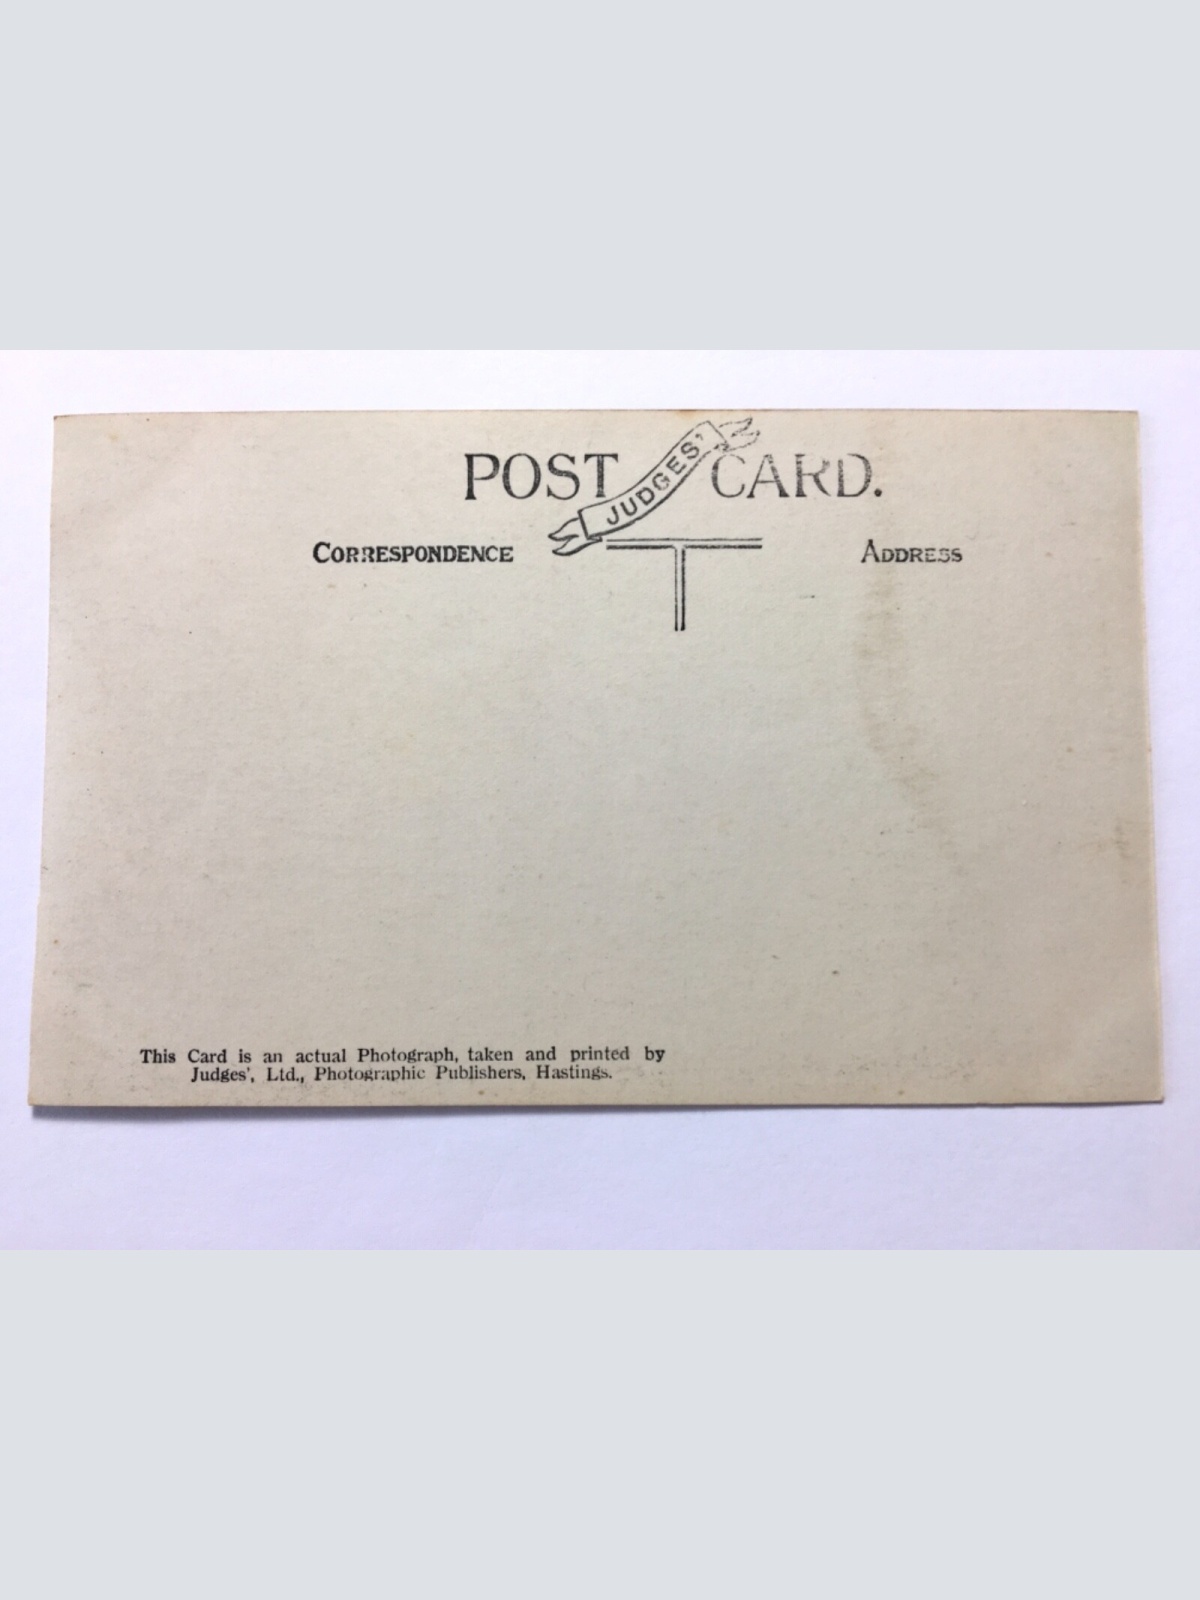 POST JUDGES' CARD.
CORRESPONDENCE ADDRESS
This Card is an actual Photograph, taken and printed by
Judges', Ltd., Photographic Publishers, Hastings.